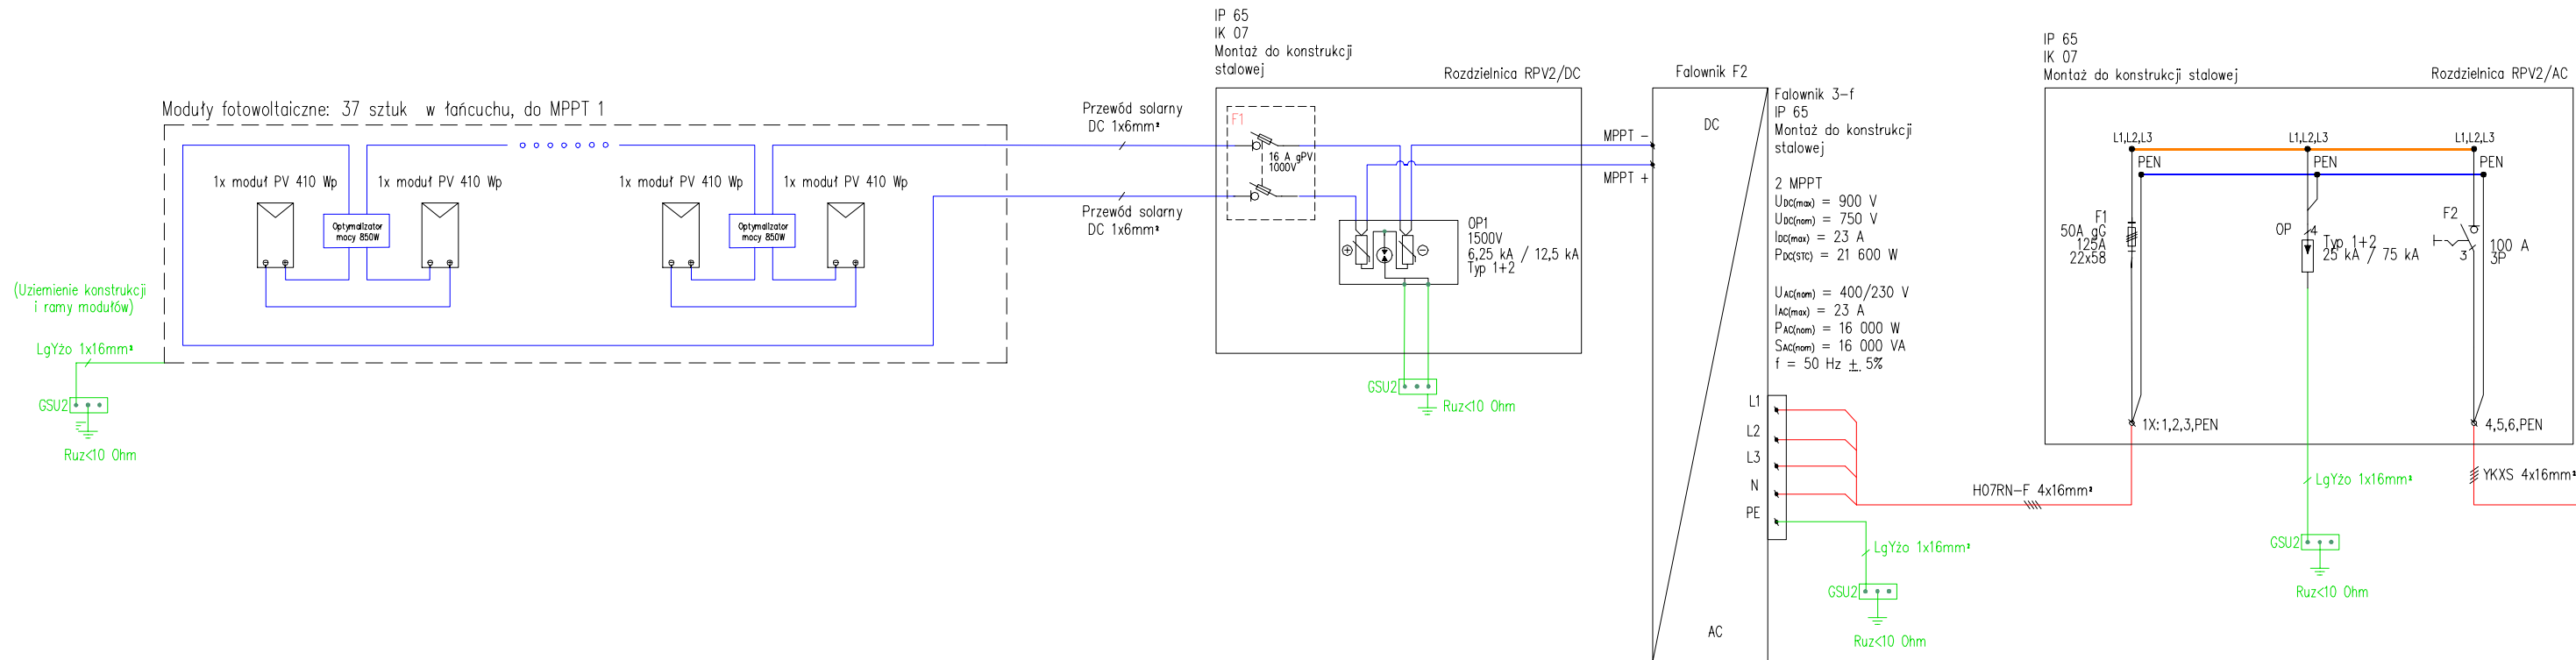 Moduły fotowoltaiczne: 37 sztuk w łańcuchu, do MPPT 1
1x moduł PV 410 Wp
1x moduł PV 410 Wp
1x moduł PV 410 Wp
1x moduł PV 410 Wp
Optymalizator
mocy 850W
Optymalizator
mocy 850W
(Uziemienie konstrukcji
i ramy modułów)
LgYżo 1x16mm²
GSU2
Ruz<10 Ohm
Przewód solarny
DC 1x6mm²
Przewód solarny
DC 1x6mm²
IP 65
IK 07
Montaż do konstrukcji
stalowej
Rozdzielnica RPV2/DC
F1
16 A gPV
1000V
OP1
1500V
6,25 kA / 12,5 kA
Typ 1+2
GSU2
Ruz<10 Ohm
MPPT -
MPPT +
Falownik F2
DC
AC
Falownik 3-f
IP 65
Montaż do konstrukcji
stalowej
2 MPPT
UDC(max) = 900 V
UDC(nom) = 750 V
IDC(max) = 23 A
PDC(STC) = 21 600 W
UAC(nom) = 400/230 V
IAC(max) = 23 A
PAC(nom) = 16 000 W
SAC(nom) = 16 000 VA
f = 50 Hz ± 5%
L1
L2
L3
N
PE
LgYżo 1x16mm²
GSU2
Ruz<10 Ohm
H07RN-F 4x16mm²
IP 65
IK 07
Montaż do konstrukcji stalowej
Rozdzielnica RPV2/AC
L1,L2,L3
L1,L2,L3
L1,L2,L3
PEN
PEN
PEN
F1
50A gG
125A
22x58
OP
4
Typ 1+2
25 kA / 75 kA
F2
3
100 A
3P
1X:1,2,3,PEN
4,5,6,PEN
LgYżo 1x16mm²
GSU2
Ruz<10 Ohm
YKXS 4x16mm²